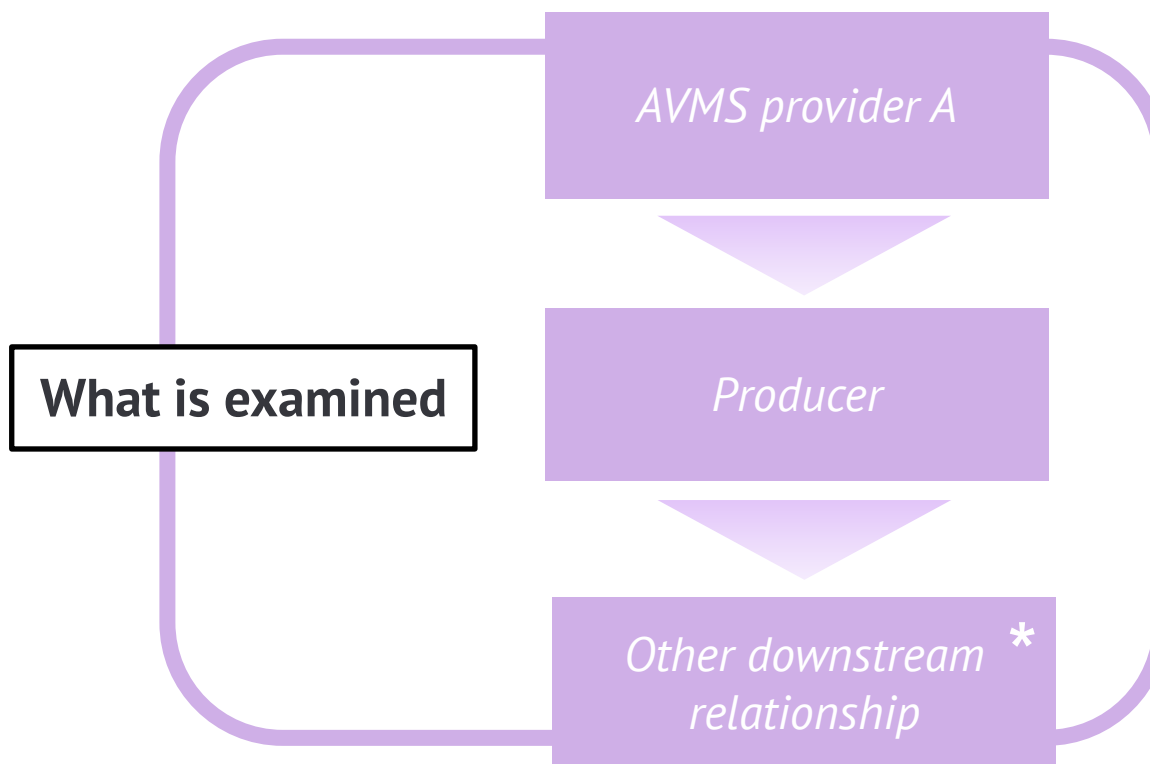 AVMS provider A
What is examined
Producer
Other downstream *
relationship